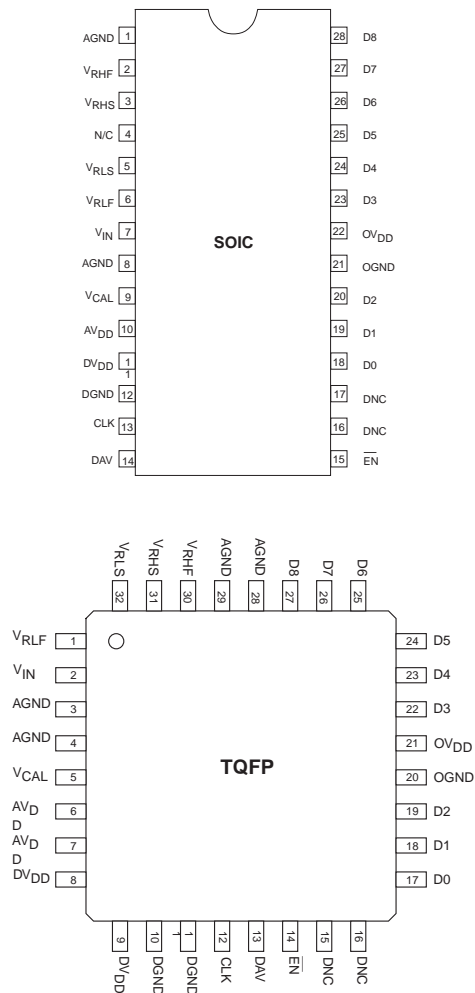 AGND 1 28 D8
VRHF 2 27 D7
VRHS 3 26 D6
N/C 4 25 D5
VRLS 5 24 D4
VRLF 6 23 D3
VIN 7 22 OVDD
SOIC
AGND 8 21 OGND
VCAL 9 20 D2
AVDD 10 19 D1
DVDD 1 18 D0
1
DGND 12 17 DNC
CLK 13 16 DNC
DAV 14 15 EN
VRLS VRHS VRHF AGND AGND D8 D7 D6
32 31 30 29 28 27 26 25
VRLF 1 24 D5
VIN 2 23 D4
AGND 3 22 D3
AGND 4 21 OVDD
TQFP
VCAL 5 20 OGND
AVD 6 19 D2
D
AVD 7 18 D1
D
DVDD 8 17 D0
9 10 1 12 13 14 15 16
1
DVDD DGND DGND CLK DAV EN DNC DNC